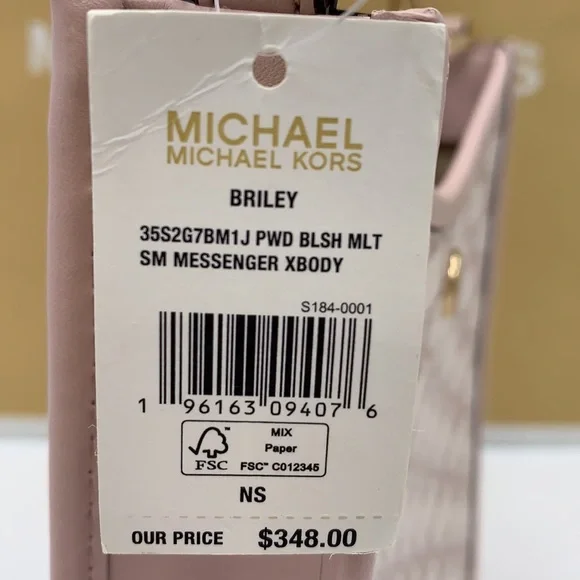 MICHAEL
MICHAEL KORS
BRILEY
35S2G7BM1J PWD BLSH MLT
SM MESSENGER XBODY
S184-0001
1 96163 09407 6
FSC
MIX
Paper
FSC™ C012345
NS
OUR PRICE $348.00